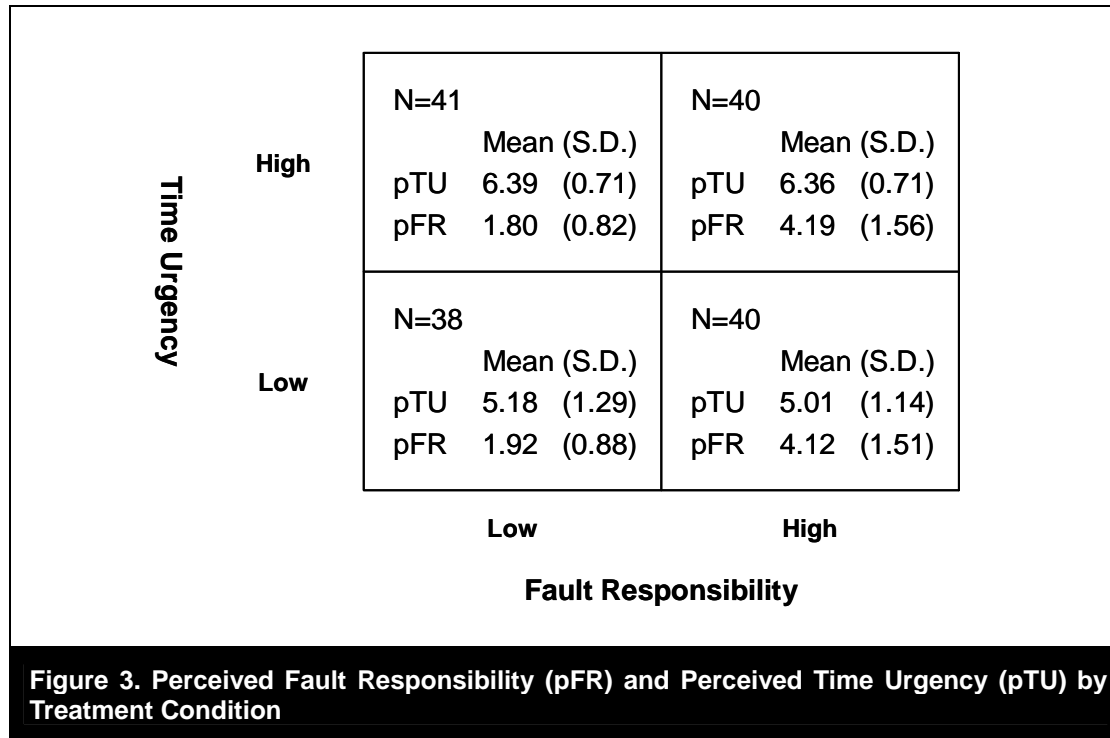 N=41
Mean (S.D.)
pTU 6.39 (0.71)
pFR 1.80 (0.82)
N=40
Mean (S.D.)
pTU 6.36 (0.71)
pFR 4.19 (1.56)
High
Time Urgency
N=38
Mean (S.D.)
pTU 5.18 (1.29)
pFR 1.92 (0.88)
N=40
Mean (S.D.)
pTU 5.01 (1.14)
pFR 4.12 (1.51)
Low
Low
High
Fault Responsibility
Figure 3. Perceived Fault Responsibility (pFR) and Perceived Time Urgency (pTU) by
Treatment Condition